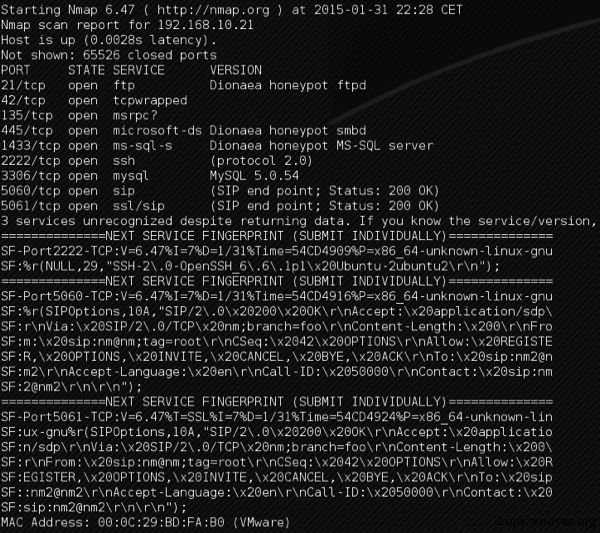 Starting Nmap 6.47 ( http://nmap.org ) at 2015-01-31 22:28 CET
Nmap scan report for 192.168.10.21
Host is up (0.0028s latency).
Not shown: 65526 closed ports
PORT     STATE SERVICE      VERSION
21/tcp   open  ftp          Dionaea honeypot ftpd
42/tcp   open  tcpwrapped
135/tcp  open  msrpc?
445/tcp  open  microsoft-ds Dionaea honeypot smbd
1433/tcp open  ms-sql-s     Dionaea honeypot MS-SQL server
2222/tcp open  ssh          (protocol 2.0)
3306/tcp open  mysql        MySQL 5.0.54
5060/tcp open  sip          (SIP end point; Status: 200 OK)
5061/tcp open  ssl/sip      (SIP end point; Status: 200 OK)
3 services unrecognized despite returning data. If you know the service/version,
==============NEXT SERVICE FINGERPRINT (SUBMIT INDIVIDUALLY)==============
SF-Port2222-TCP:V=6.47%I=7%D=1/31%Time=54CD4909%P=x86_64-unknown-linux-gnu
SF:%r(NULL,29,"SSH-2\.0-OpenSSH_6\.6\.1p1\x20Ubuntu-2ubuntu2\r\n");
==============NEXT SERVICE FINGERPRINT (SUBMIT INDIVIDUALLY)==============
SF-Port5060-TCP:V=6.47%I=7%D=1/31%Time=54CD4916%P=x86_64-unknown-linux-gnu
SF:%r(SIPOptions,10A,"SIP/2\.0\x20200\x20OK\r\nAccept:\x20application/sdp\
SF:r\nVia:\x20SIP/2\.0/TCP\x20nm;branch=foo\r\nContent-Length:\x200\r\nFro
SF:m:\x20sip:nm@nm;tag=root\r\nCSeq:\x2042\x20OPTIONS\r\nAllow:\x20REGISTE
SF:R,\x20OPTIONS,\x20INVITE,\x20CANCEL,\x20BYE,\x20ACK\r\nTo:\x20sip:nm2@n
SF:m2\r\nAccept-Language:\x20en\r\nCall-ID:\x2050000\r\nContact:\x20sip:nm
SF:2@nm2\r\n\r\n");
==============NEXT SERVICE FINGERPRINT (SUBMIT INDIVIDUALLY)==============
SF-Port5061-TCP:V=6.47%T=SSL%I=7%D=1/31%Time=54CD4924%P=x86_64-unknown-lin
SF:ux-gnu%r(SIPOptions,10A,"SIP/2\.0\x20200\x20OK\r\nAccept:\x20applicatio
SF:n/sdp\r\nVia:\x20SIP/2\.0/TCP\x20nm;branch=foo\r\nContent-Length:\x200\
SF:r\nFrom:\x20sip:nm@nm;tag=root\r\nCSeq:\x2042\x20OPTIONS\r\nAllow:\x20R
SF:EGISTER,\x20OPTIONS,\x20INVITE,\x20CANCEL,\x20BYE,\x20ACK\r\nTo:\x20sip
SF::nm2@nm2\r\nAccept-Language:\x20en\r\nCall-ID:\x2050000\r\nContact:\x20
SF:sip:nm2@nm2\r\n\r\n");
MAC Address: 00:0C:29:BD:FA:B0 (VMware)
drops.wooyun.org